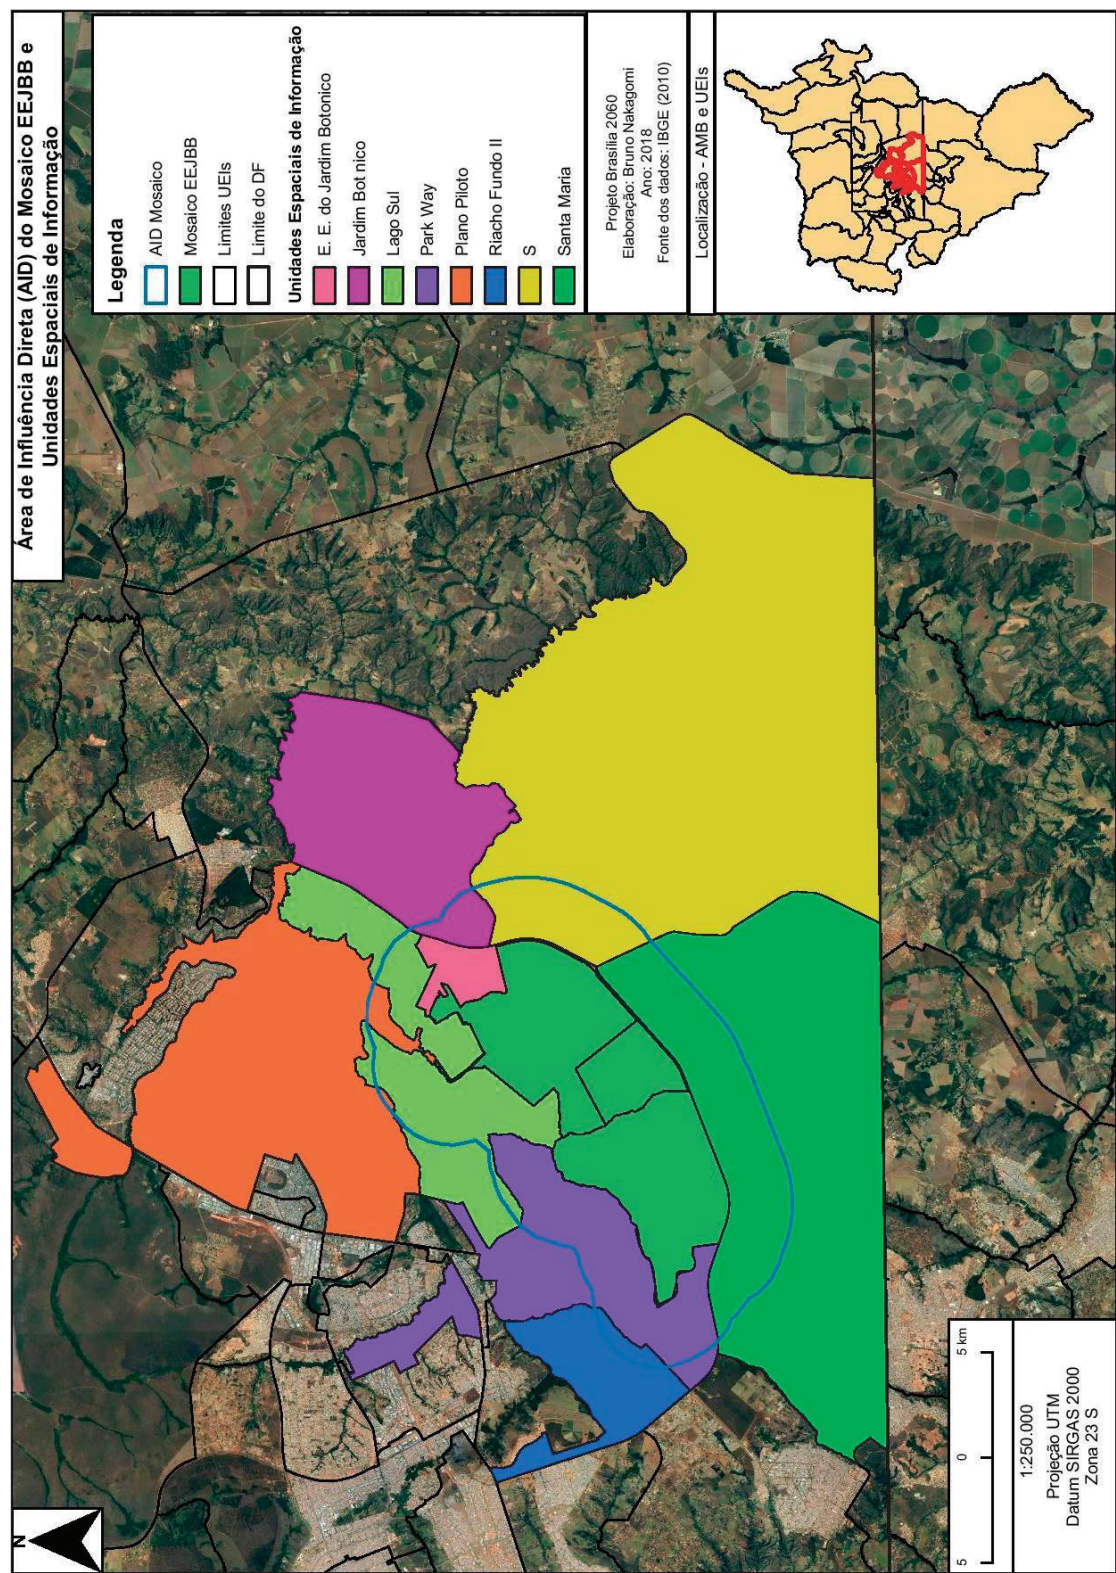 Área de Influência Direta (AID) do Mosaico EEJBB e
Unidades Espaciais de Informação
Legenda
AID Mosaico
Mosaico EEJBB
Limites UEIs
Limite do DF
Unidades Espaciais de Informação
E. E. do Jardim Botonico
Jardim Bot nico
Lago Sul
Park Way
Plano Piloto
Riacho Fundo II
S
Santa Maria
Projeto Brasília 2060
Elaboração: Bruno Nakagomi
Ano: 2018
Fonte dos dados: IBGE (2010)
Localização - AMB e UEIs
N
5 0 5 km
1:250.000
Projeção UTM
Datum SIRGAS 2000
Zona 23 S